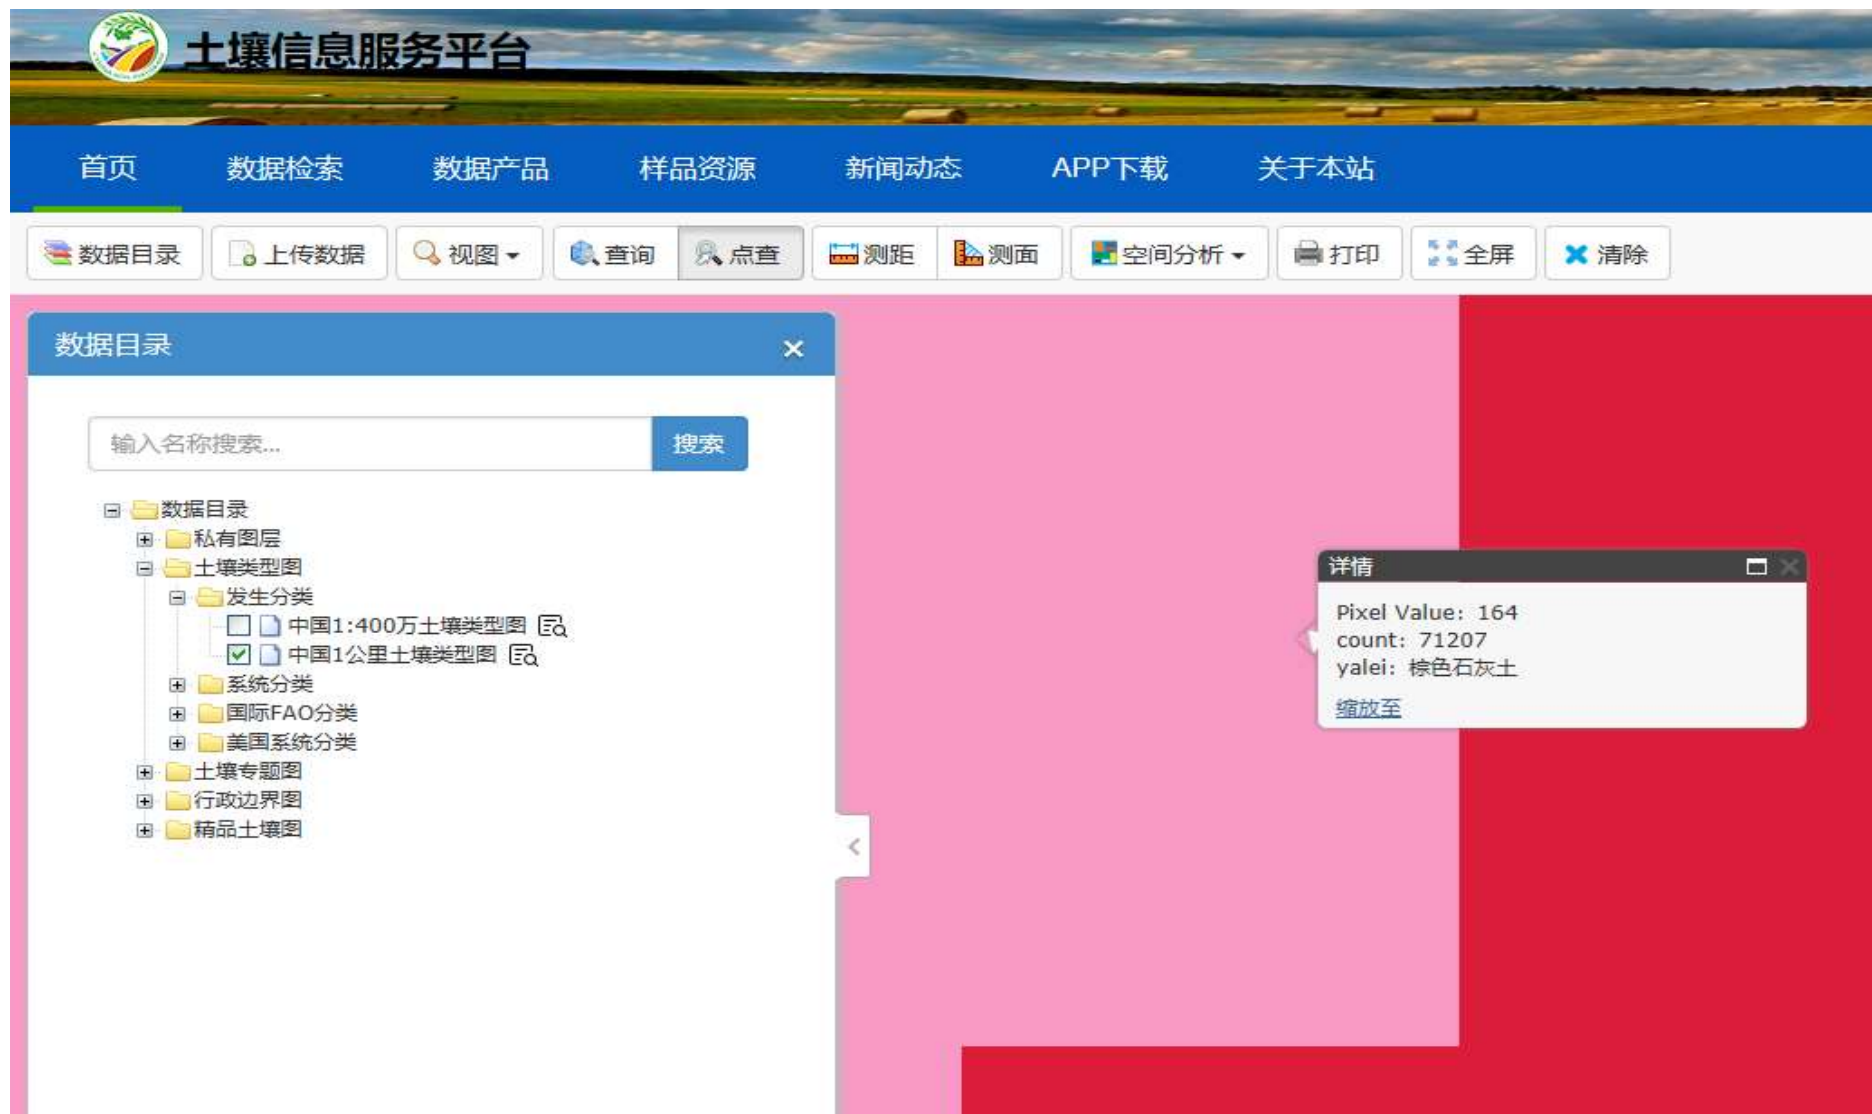 土壤信息服务平台
首页 数据检索 数据产品 样品资源 新闻动态 APP下载 关于本站
数据目录 上传数据 视图 查询 点查 测距 测面 空间分析 打印 全屏 清除
数据目录
输入名称搜索... 搜索
数据目录
私有图层
土壤类型图
发生分类
中国1:400万土壤类型图
中国1公里土壤类型图
系统分类
国际FAO分类
美国系统分类
土壤专题图
行政边界图
精品土壤图
详情
Pixel Value: 164
count: 71207
yalei: 棕色石灰土
缩放至